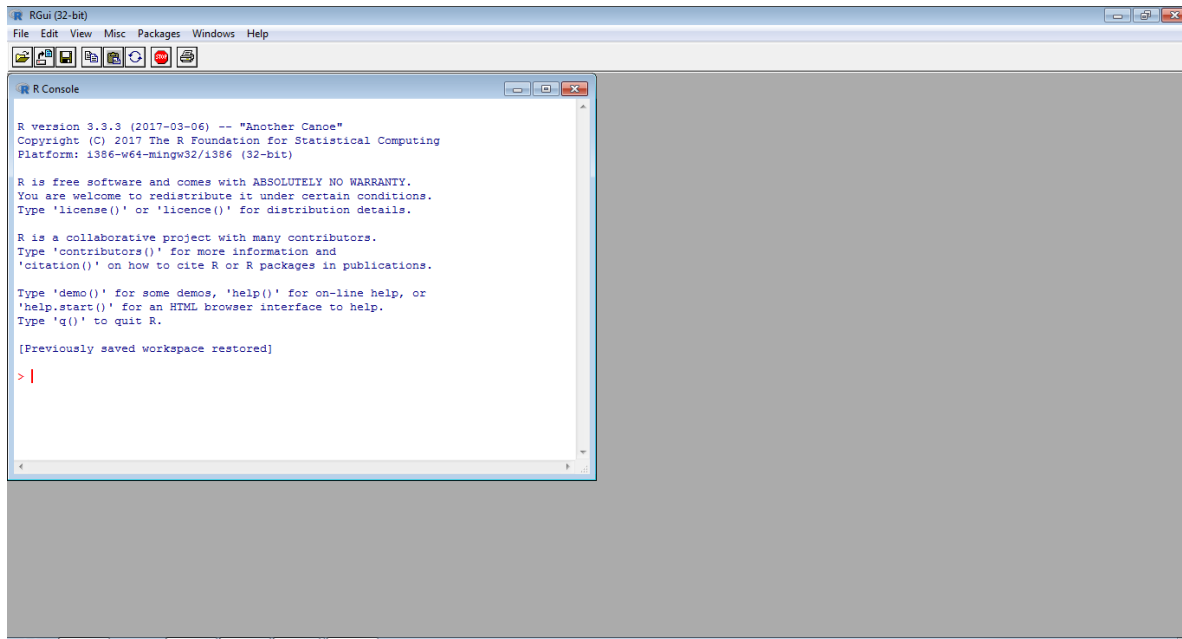 RGui (32-bit)
File Edit View Misc Packages Windows Help
STOP
R Console
R version 3.3.3 (2017-03-06) -- "Another Canoe"
Copyright (C) 2017 The R Foundation for Statistical Computing
Platform: i386-w64-mingw32/i386 (32-bit)
R is free software and comes with ABSOLUTELY NO WARRANTY.
You are welcome to redistribute it under certain conditions.
Type 'license()' or 'licence()' for distribution details.
R is a collaborative project with many contributors.
Type 'contributors()' for more information and
'citation()' on how to cite R or R packages in publications.
Type 'demo()' for some demos, 'help()' for on-line help, or
'help.start()' for an HTML browser interface to help.
Type 'q()' to quit R.
[Previously saved workspace restored]
>